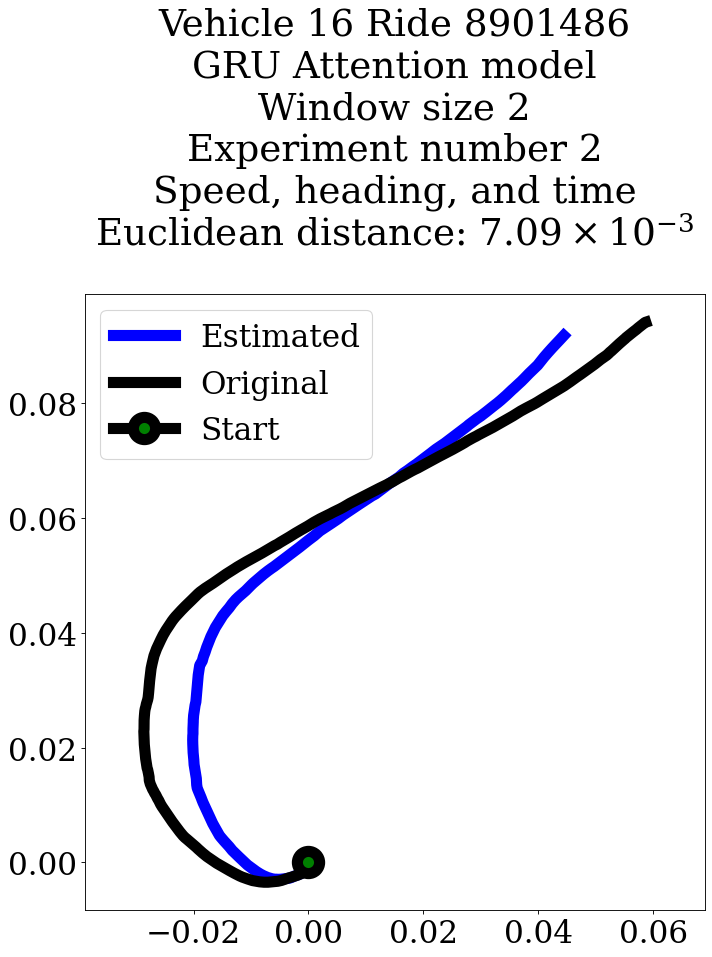 Vehicle 16 Ride 8901486
GRU Attention model
Window size 2
Experiment number 2
Speed, heading, and time
Euclidean distance: 7.09 × 10⁻³
Estimated
Original
Start
0.08
0.06
0.04
0.02
0.00
−0.02 0.00 0.02 0.04 0.06